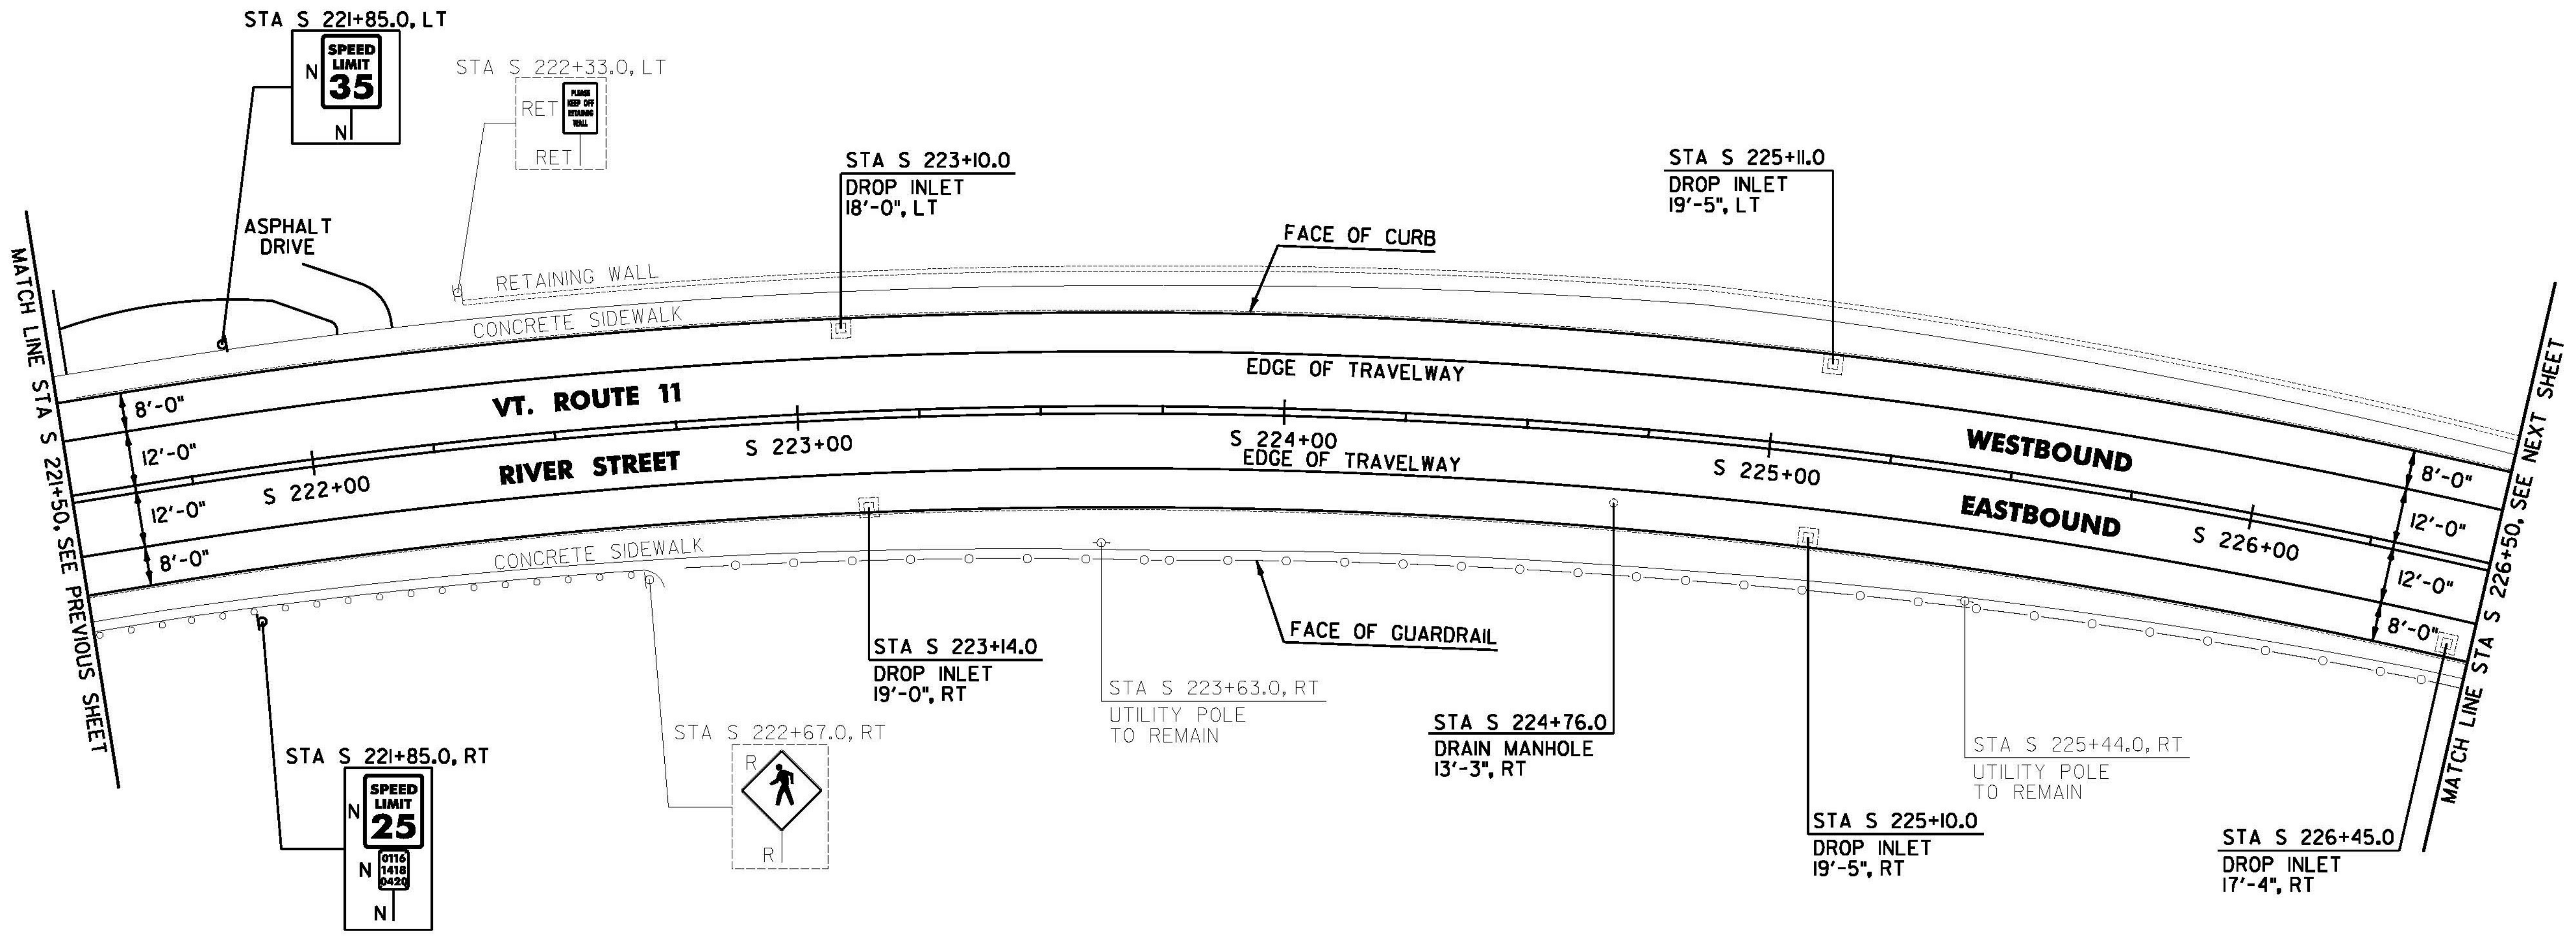 STA S 221+85.0, LT
SPEED
LIMIT
35
N
N
STA S 222+33.0, LT
PLEASE
KEEP OFF
RETAINING
WALL
RET
RET
STA S 223+10.0
DROP INLET
18'-0", LT
STA S 225+11.0
DROP INLET
19'-5", LT
ASPHALT
DRIVE
FACE OF CURB
RETAINING WALL
CONCRETE SIDEWALK
MATCH LINE STA S 221+50, SEE PREVIOUS SHEET
8'-0"
12'-0"
12'-0"
8'-0"
VT. ROUTE 11
RIVER STREET
EDGE OF TRAVELWAY
EDGE OF TRAVELWAY
S 222+00
S 223+00
S 224+00
S 225+00
S 226+00
WESTBOUND
EASTBOUND
8'-0"
12'-0"
12'-0"
8'-0"
MATCH LINE STA S 226+50, SEE NEXT SHEET
CONCRETE SIDEWALK
FACE OF GUARDRAIL
STA S 221+85.0, RT
SPEED
LIMIT
25
N
0116
1418
0420
N
N
STA S 222+67.0, RT
R
R
STA S 223+14.0
DROP INLET
19'-0", RT
STA S 223+63.0, RT
UTILITY POLE
TO REMAIN
STA S 224+76.0
DRAIN MANHOLE
13'-3", RT
STA S 225+10.0
DROP INLET
19'-5", RT
STA S 225+44.0, RT
UTILITY POLE
TO REMAIN
STA S 226+45.0
DROP INLET
17'-4", RT